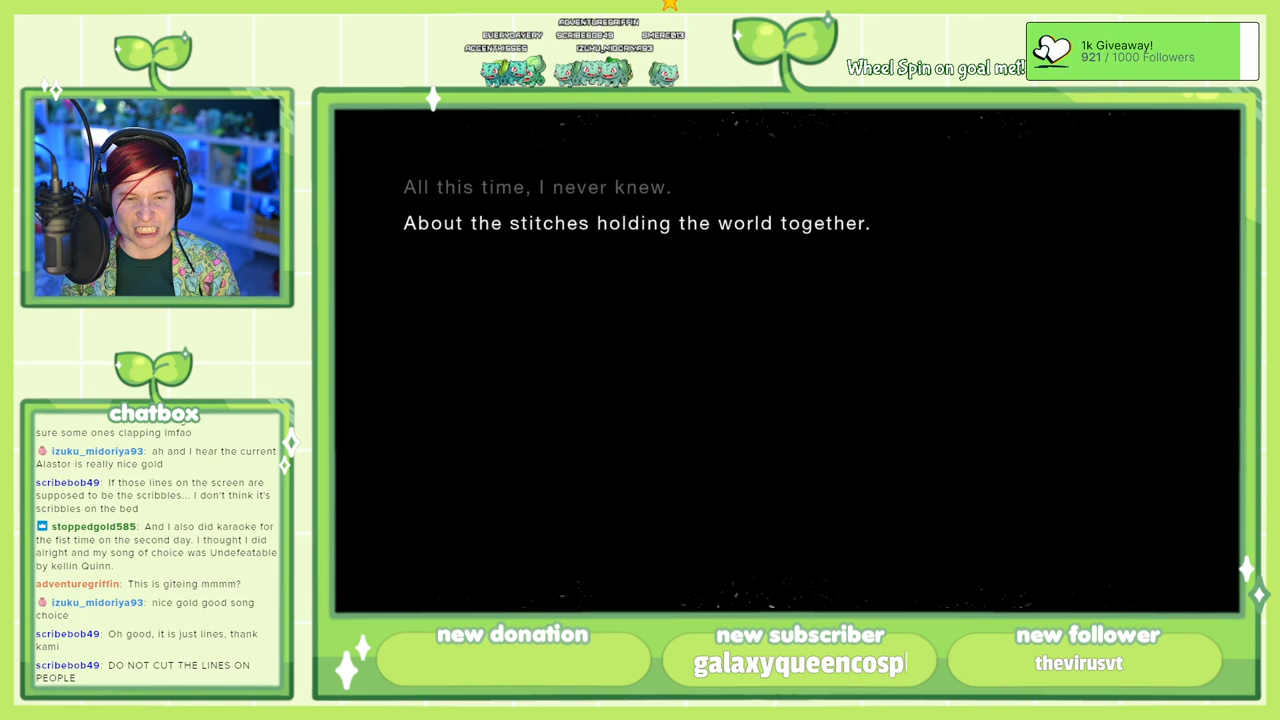 ADVENTUREGRIFFIN
EVERYDAVERY SCRIBEBOB49 SMERC013
ACCENTHISSES IZUKU_MIDORIYA93
Wheel Spin on goal met!
1k Giveaway!
921 / 1000 Followers
All this time, I never knew.
About the stitches holding the world together.
chatbox
sure some ones clapping lmfao
izuku_midoriya93: ah and I hear the current
Alastor is really nice gold
scribebob49: If those lines on the screen are
supposed to be the scribbles... I don't think it's
scribbles on the bed
stoppedgold585: And I also did karaoke for
the fist time on the second day. I thought I did
alright and my song of choice was Undefeatable
by kellin Quinn.
adventuregriffin: This is giteing mmmm?
izuku_midoriya93: nice gold good song
choice
scribebob49: Oh good, it is just lines, thank
kami
scribebob49: DO NOT CUT THE LINES ON
PEOPLE
new donation
new subscriber
galaxyqueencosp
new follower
thevirusvt